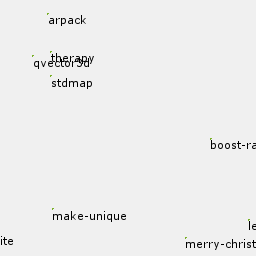 arpack
therapy
qvector3d
stdmap
boost-ra
make-unique
le
ite
merry-christ